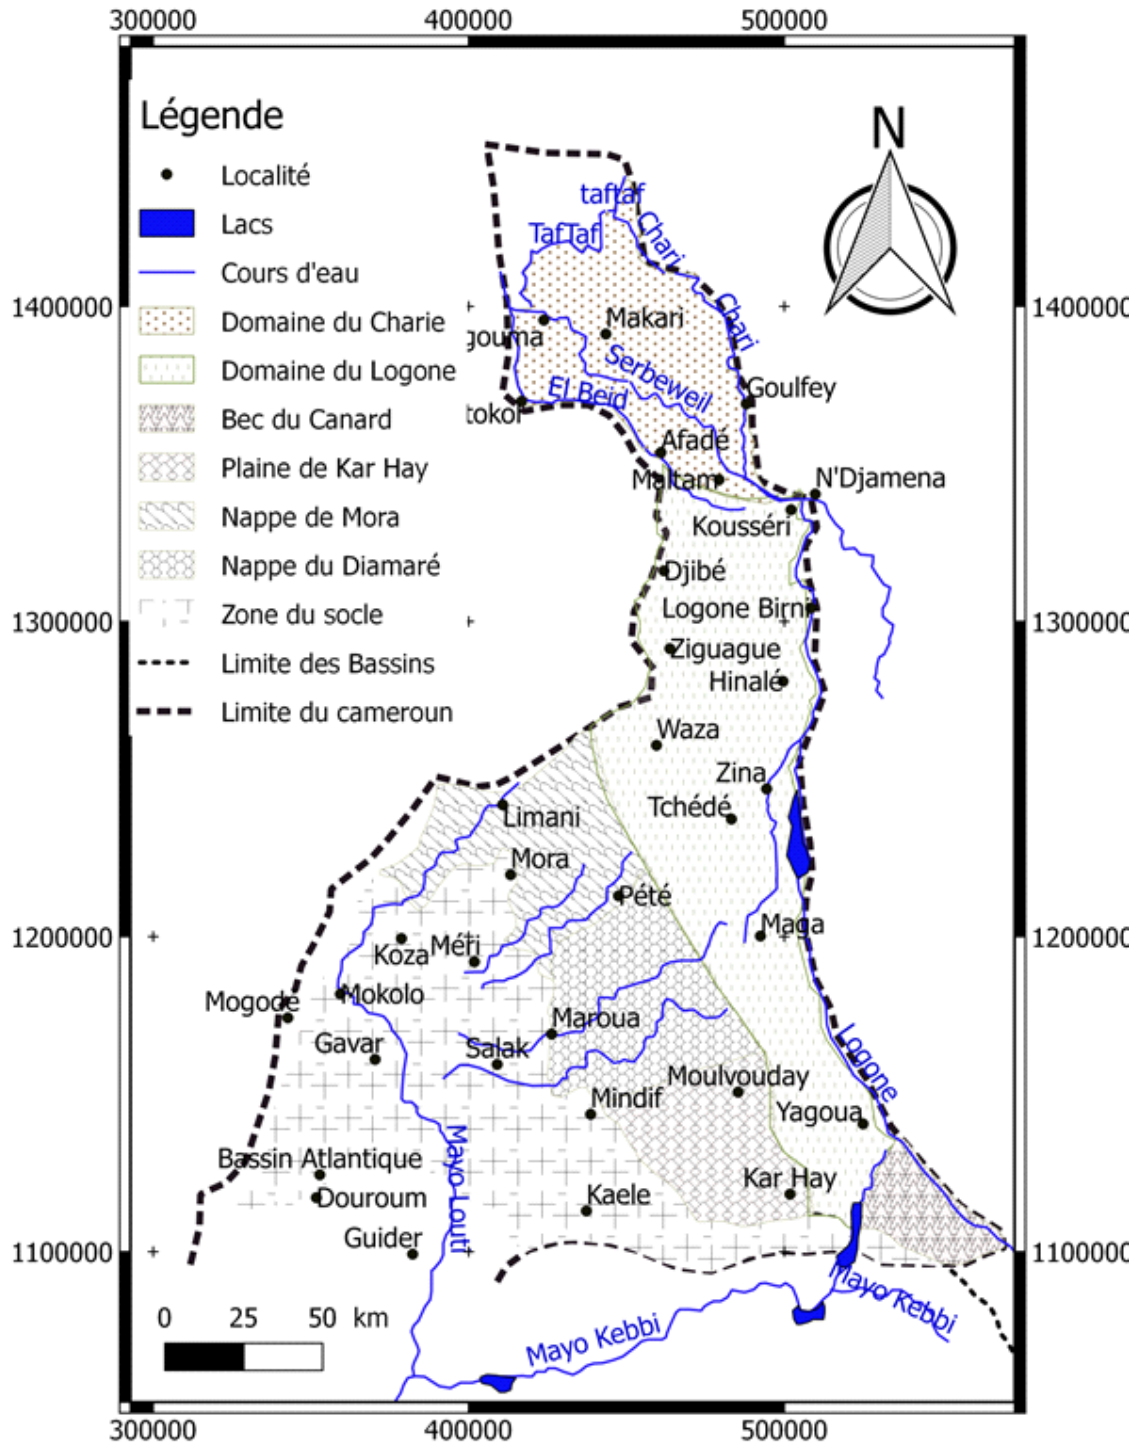 300000 400000 500000
Légende
N
Localité
Lacs
Cours d'eau
Domaine du Charie
Domaine du Logone
Bec du Canard
Plaine de Kar Hay
Nappe de Mora
Nappe du Diamaré
Zone du socle
Limite des Bassins
Limite du cameroun
taftaf
TafTaf
Chari
Chari
1400000 1400000
Makari
gouma
Serbeweil
El Beid
Goulfey
tokol
Afadé
Maltam
N'Djamena
Kousséri
Djibé
Logone Birni
1300000 1300000
Ziguague
Hinalé
Waza
Zina
Tchédé
Limani
Mora
Pété
Maga
1200000 1200000
Koza
Méri
Mokolo
Mogode
Maroua
Gavar
Salak
Logone
Moulvouday
Mindif
Yagoua
Mayo Louti
Bassin Atlantique
Kar Hay
Douroum
Kaele
Guider
1100000 1100000
Mayo Kebbi
Mayo Kebbi
0 25 50 km
300000 400000 500000